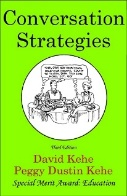 Conversation
Strategies
Third Edition
David Kehe
Peggy Dustin Kehe
Special Merit Award: Education